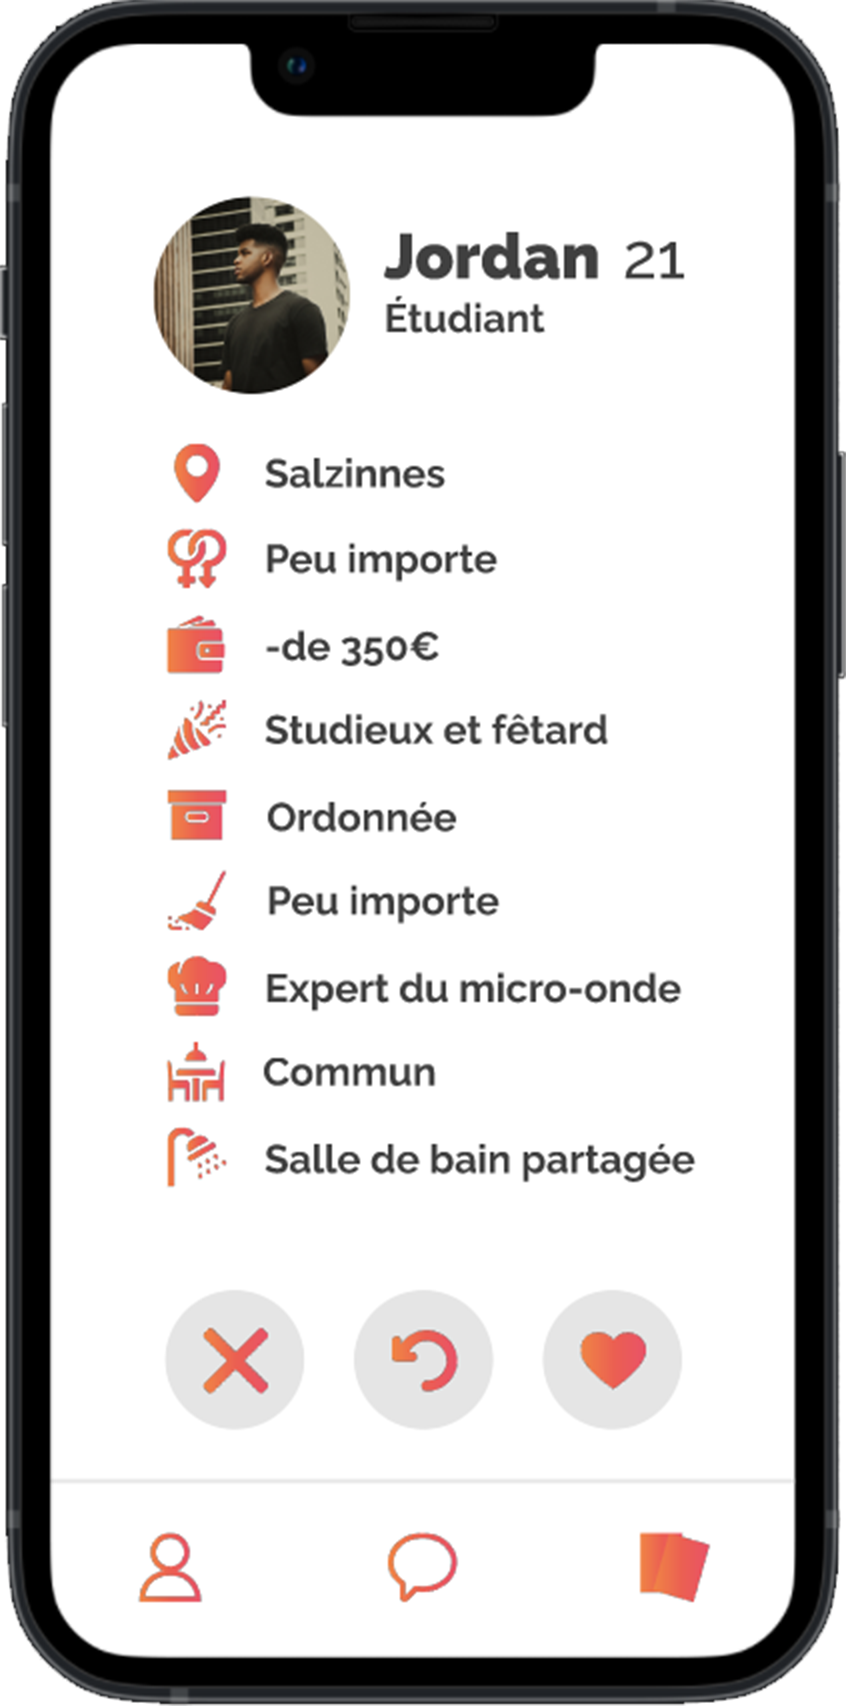 Jordan 21
Étudiant
Salzinnes
Peu importe
-de 350€
Studieux et fêtard
Ordonnée
Peu importe
Expert du micro-onde
Commun
Salle de bain partagée